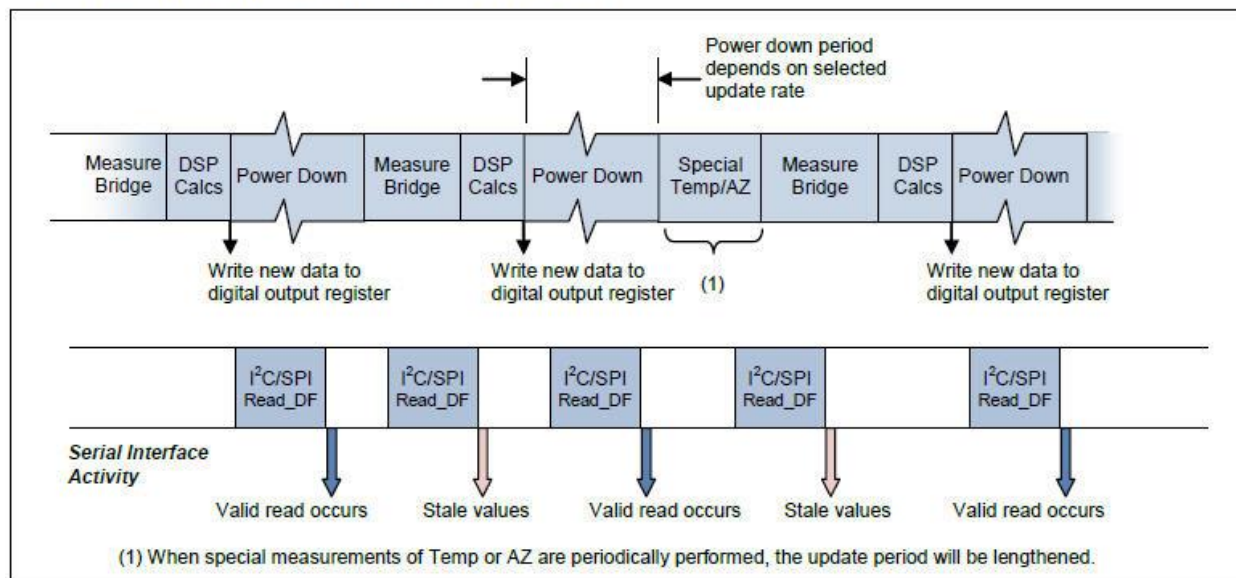 Power down period
depends on selected
update rate
Measure
Bridge
DSP
Calcs
Power Down
Measure
Bridge
DSP
Calcs
Power Down
Special
Temp/AZ
Measure
Bridge
DSP
Calcs
Power Down
Write new data to
digital output register
Write new data to
digital output register
(1)
Write new data to
digital output register
I²C/SPI
Read_DF
I²C/SPI
Read_DF
I²C/SPI
Read_DF
I²C/SPI
Read_DF
I²C/SPI
Read_DF
Serial Interface
Activity
Valid read occurs
Stale values
Valid read occurs
Stale values
Valid read occurs
(1) When special measurements of Temp or AZ are periodically performed, the update period will be lengthened.